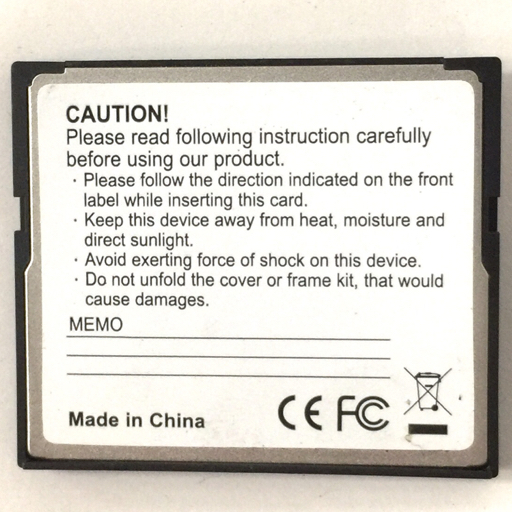 CAUTION!
Please read following instruction carefully
before using our product.
· Please follow the direction indicated on the front
label while inserting this card.
· Keep this device away from heat, moisture and
direct sunlight.
· Avoid exerting force of shock on this device.
· Do not unfold the cover or frame kit, that would
cause damages.
MEMO
Made in China CE FC